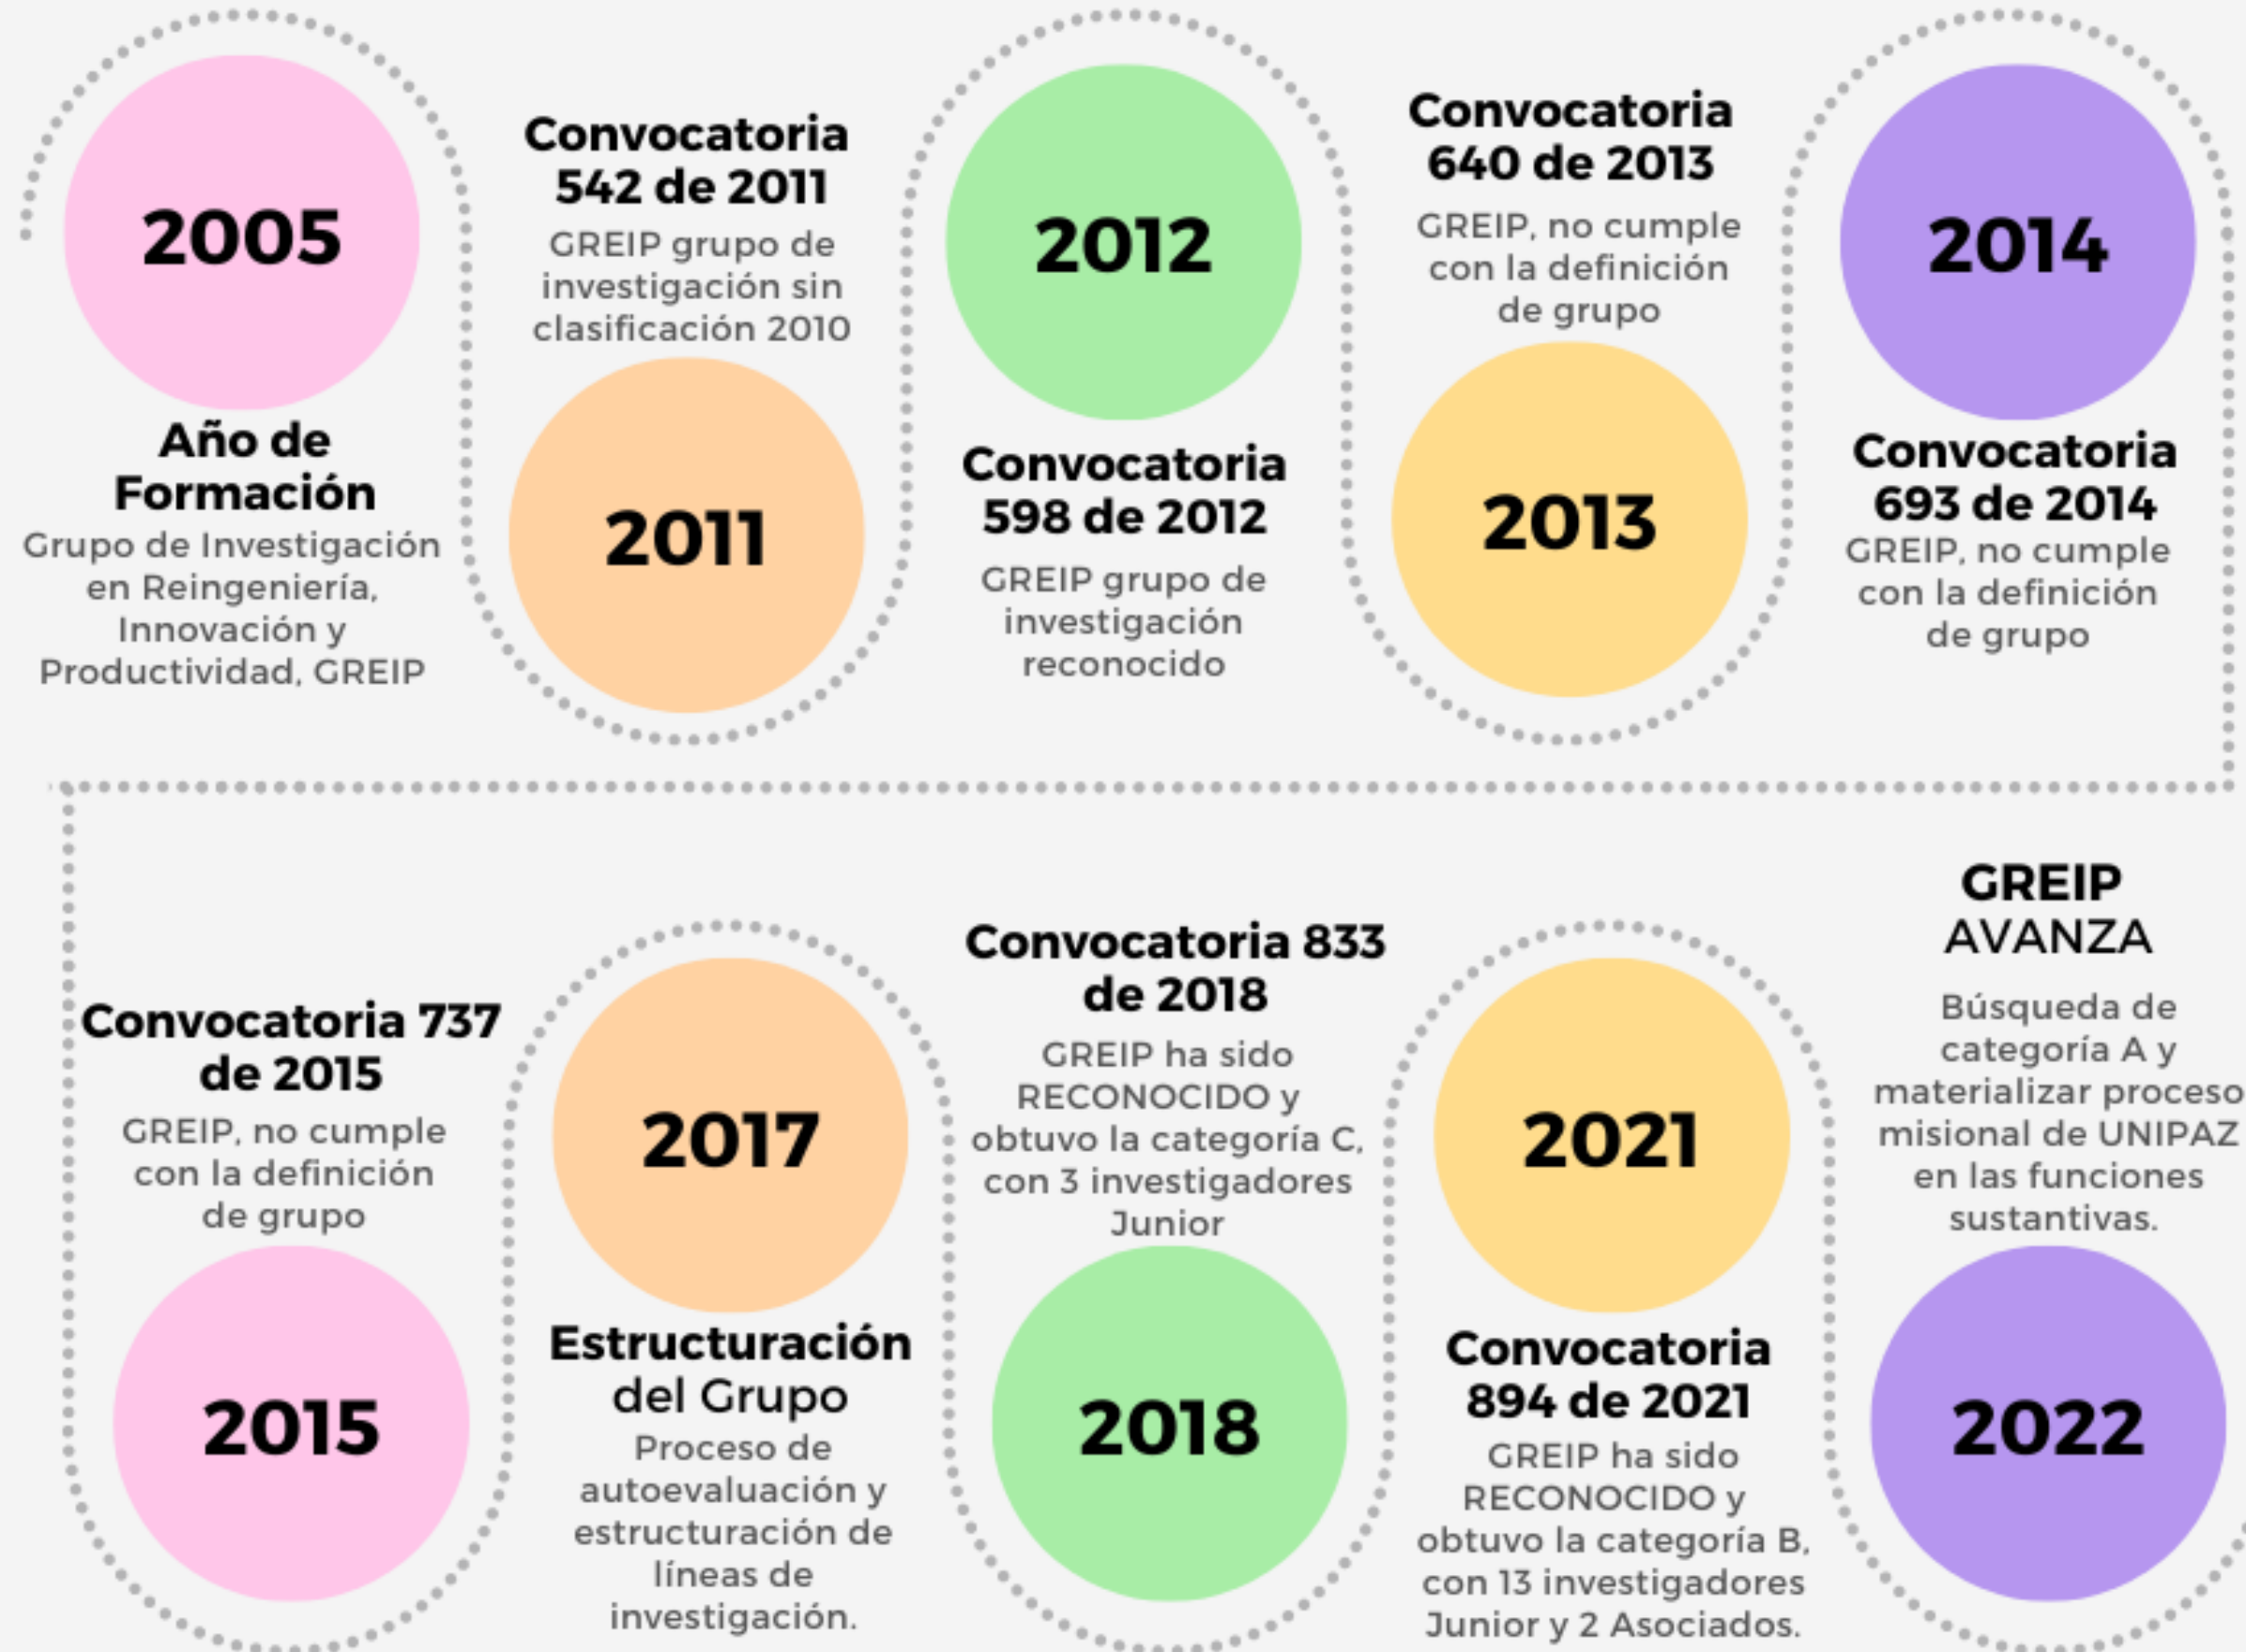 2005
Año de
Formación
Grupo de Investigación
en Reingeniería,
Innovación y
Productividad, GREIP
Convocatoria
542 de 2011
GREIP grupo de
investigación sin
clasificación 2010
2011
2012
Convocatoria
598 de 2012
GREIP grupo de
investigación
reconocido
Convocatoria
640 de 2013
GREIP, no cumple
con la definición
de grupo
2013
2014
Convocatoria
693 de 2014
GREIP, no cumple
con la definición
de grupo
Convocatoria 737
de 2015
GREIP, no cumple
con la definición
de grupo
2015
2017
Estructuración
del Grupo
Proceso de
autoevaluación y
estructuración de
líneas de
investigación.
Convocatoria 833
de 2018
GREIP ha sido
RECONOCIDO y
obtuvo la categoría C,
con 3 investigadores
Junior
2018
2021
Convocatoria
894 de 2021
GREIP ha sido
RECONOCIDO y
obtuvo la categoría B,
con 13 investigadores
Junior y 2 Asociados.
GREIP
AVANZA
Búsqueda de
categoría A y
materializar proceso
misional de UNIPAZ
en las funciones
sustantivas.
2022